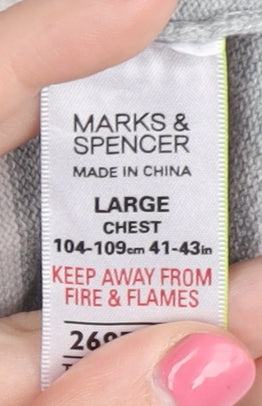 MARKS &
SPENCER
MADE IN CHINA
LARGE
CHEST
104-109cm 41-43in
KEEP AWAY FROM
FIRE & FLAMES